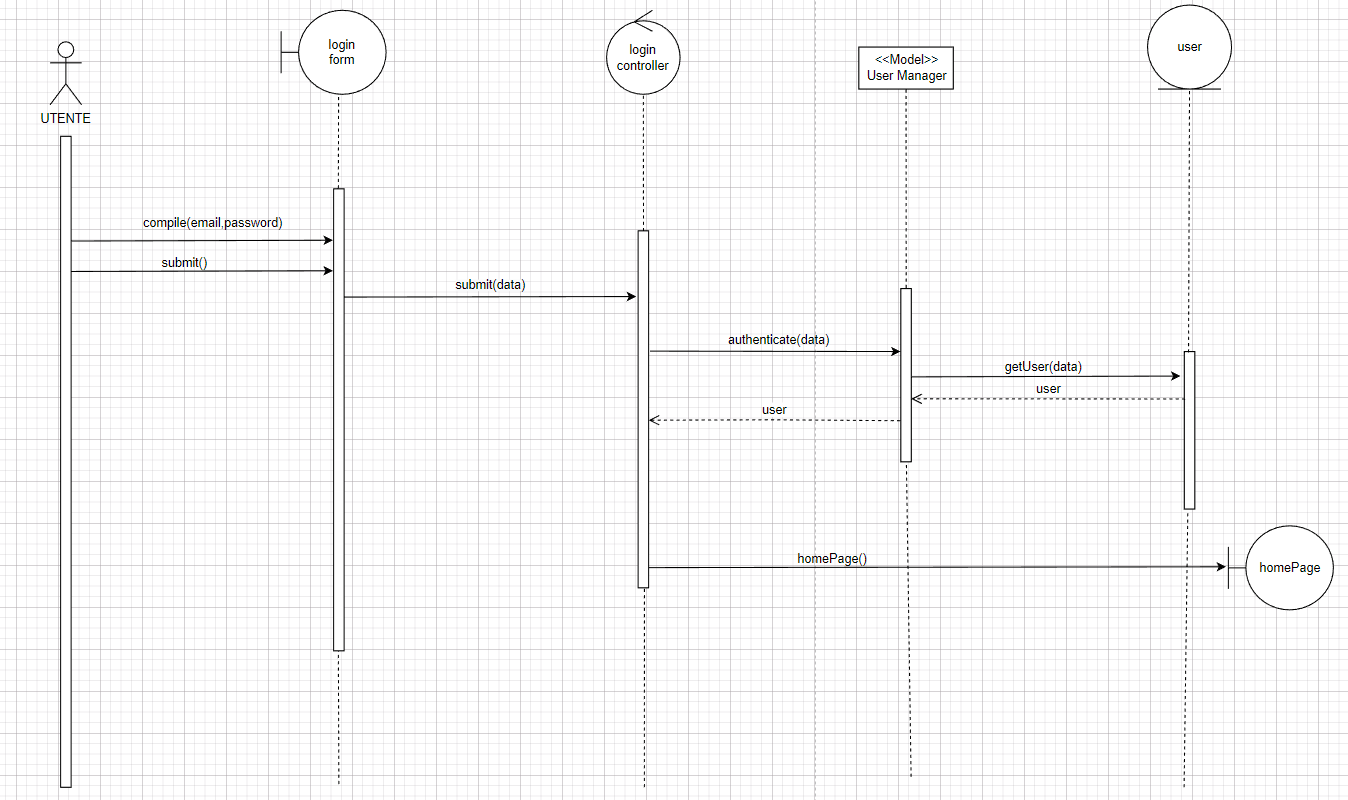 login
form
login
controller
<<Model>>
User Manager
user
UTENTE
compile(email,password)
submit()
submit(data)
authenticate(data)
getUser(data)
user
user
homePage()
homePage